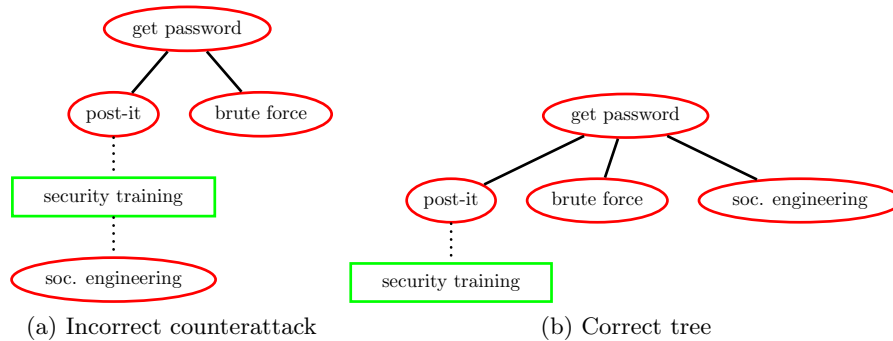 get password
post-it
brute force
security training
soc. engineering
(a) Incorrect counterattack
get password
post-it
brute force
soc. engineering
security training
(b) Correct tree